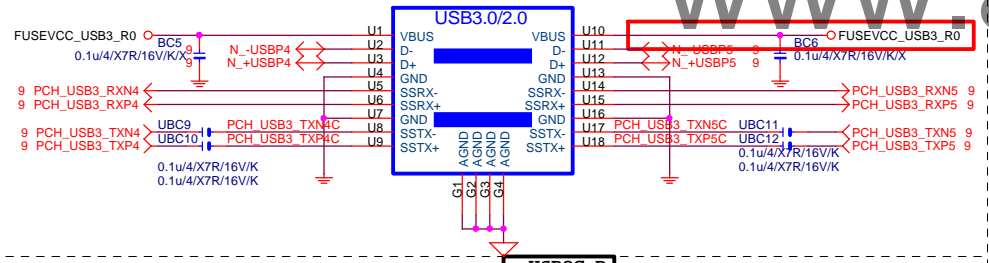 www.
USB3.0/2.0
FUSEVCC_USB3_R0
U1
VBUS
VBUS
U10
FUSEVCC_USB3_R0
BC5
0.1u/4/X7R/16V/K/X
9
N_-USBP4
U2
D-
D-
U11
N_-USBP5
9
BC6
0.1u/4/X7R/16V/K/X
9
N_+USBP4
U3
D+
D+
U12
N_+USBP5
9
U4
GND
GND
U13
9 PCH_USB3_RXN4
U5
SSRX-
SSRX-
U14
PCH_USB3_RXN5 9
9 PCH_USB3_RXP4
U6
SSRX+
SSRX+
U15
PCH_USB3_RXP5 9
U7
GND
GND
U16
9 PCH_USB3_TXN4
UBC9
PCH_USB3_TXN4C
U8
SSTX-
SSTX-
U17
PCH_USB3_TXN5C
UBC11
PCH_USB3_TXN5 9
9 PCH_USB3_TXP4
UBC10
PCH_USB3_TXP4C
U9
SSTX+
SSTX+
U18
PCH_USB3_TXP5C
UBC12
PCH_USB3_TXP5 9
0.1u/4/X7R/16V/K
0.1u/4/X7R/16V/K
0.1u/4/X7R/16V/K
0.1u/4/X7R/16V/K
AGND
AGND
AGND
AGND
G1
G2
G3
G4